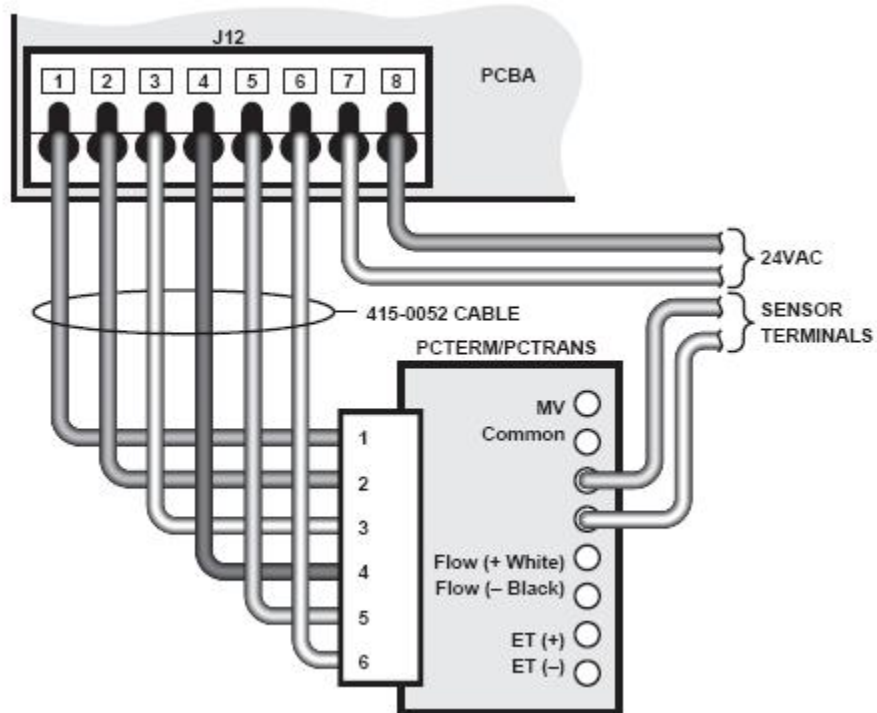 J12
1 2 3 4 5 6 7 8
PCBA
24VAC
SENSOR
TERMINALS
415-0052 CABLE
PCTERM/PCTRANS
MV
Common
Flow (+ White)
Flow (– Black)
ET (+)
ET (–)
1
2
3
4
5
6